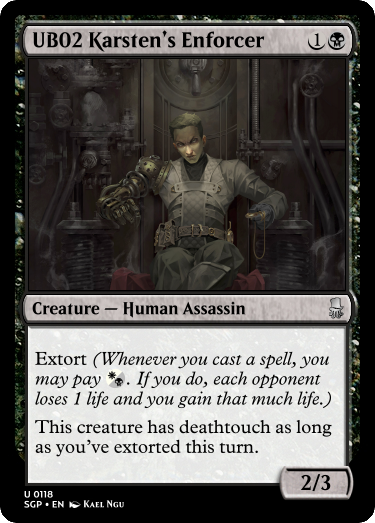 UB02 Karsten's Enforcer 1
Creature — Human Assassin
Extort (Whenever you cast a spell, you
may pay . If you do, each opponent
loses 1 life and you gain that much life.)
This creature has deathtouch as long
as you've extorted this turn.
2/3
U 0118
SGP • EN Kael Ngu